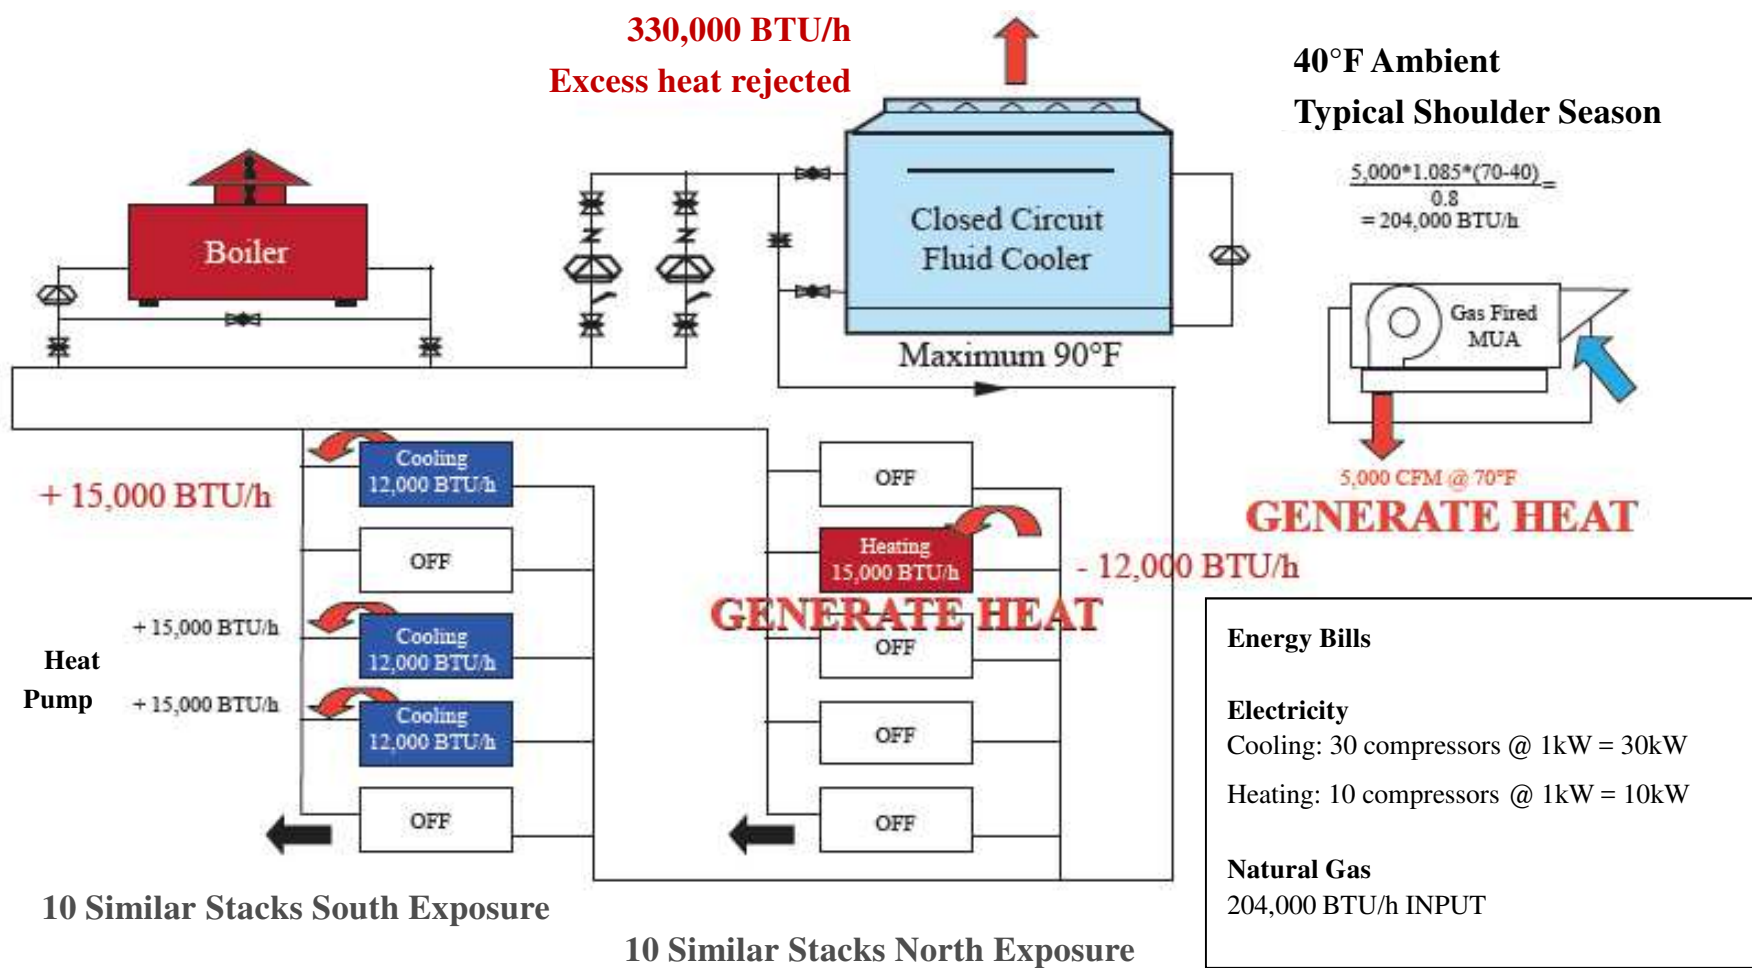 330,000 BTU/h
Excess heat rejected
40°F Ambient
Typical Shoulder Season
5,000*1.085*(70-40)
=
0.8
= 204,000 BTU/h
Boiler
Closed Circuit
Fluid Cooler
Maximum 90°F
Gas Fired
MUA
5,000 CFM @ 70°F
GENERATE HEAT
+ 15,000 BTU/h
Cooling
12,000 BTU/h
OFF
+ 15,000 BTU/h
Cooling
12,000 BTU/h
Heat
Pump
+ 15,000 BTU/h
Cooling
12,000 BTU/h
OFF
OFF
Heating
15,000 BTU/h
- 12,000 BTU/h
GENERATE HEAT
OFF
OFF
OFF
10 Similar Stacks South Exposure
10 Similar Stacks North Exposure
Energy Bills
Electricity
Cooling: 30 compressors @ 1kW = 30kW
Heating: 10 compressors @ 1kW = 10kW
Natural Gas
204,000 BTU/h INPUT